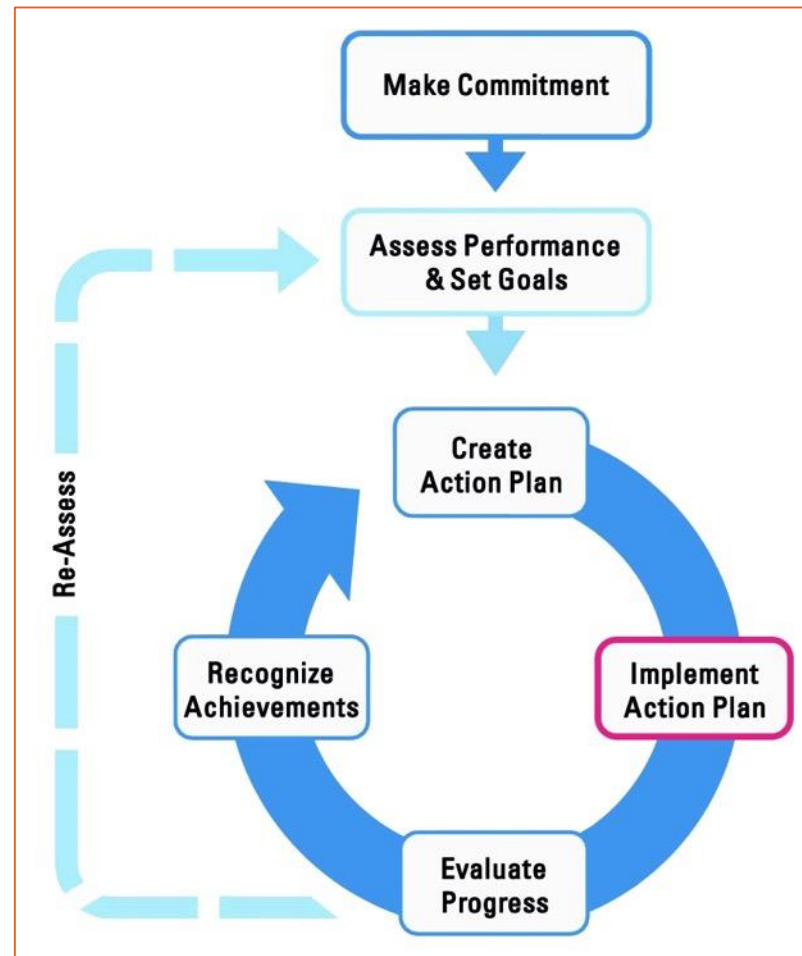 Make Commitment
Assess Performance
& Set Goals
Create
Action Plan
Re-Assess
Recognize
Achievements
Implement
Action Plan
Evaluate
Progress